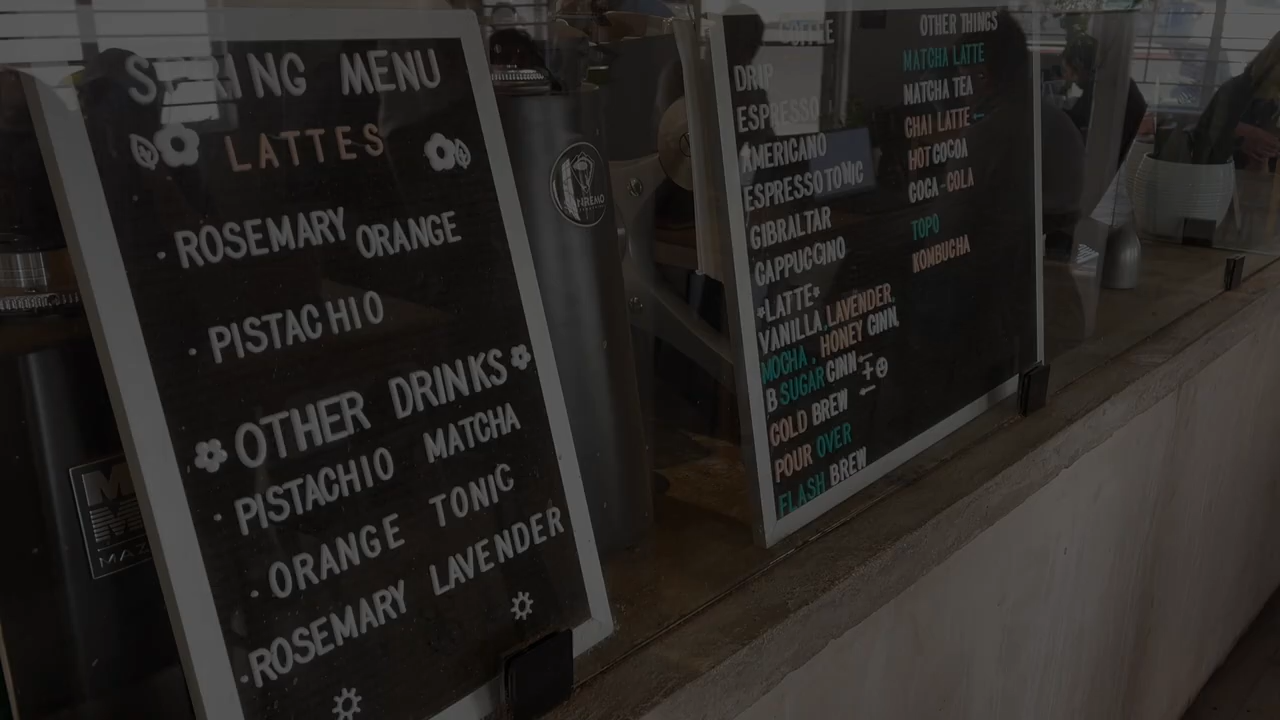 SPRING MENU
LATTES
· ROSEMARY ORANGE
· PISTACHIO
OTHER DRINKS
· PISTACHIO MATCHA
· ORANGE TONIC
· ROSEMARY LAVENDER
COFFEE
DRIP
ESPRESSO
AMERICANO
ESPRESSO TONIC
GIBRALTAR
CAPPUCCINO
*LATTE*
VANILLA, LAVENDER,
MOCHA, HONEY CINN,
B SUGAR CINN
COLD BREW
POUR OVER
FLASH BREW
OTHER THINGS
MATCHA LATTE
MATCHA TEA
CHAI LATTE
HOT COCOA
COCA-COLA
TOPO
KOMBUCHA